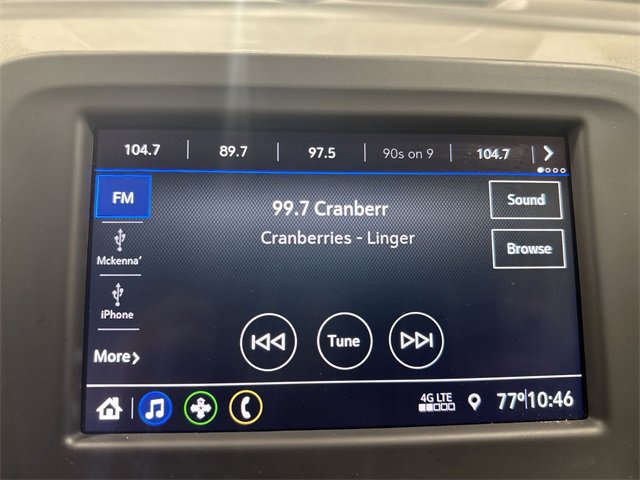 104.7 89.7 97.5 90s on 9 104.7
FM
99.7 Cranberr
Sound
Cranberries - Linger
Browse
Mckenna'
iPhone
Tune
More
4G LTE
77° 10:46